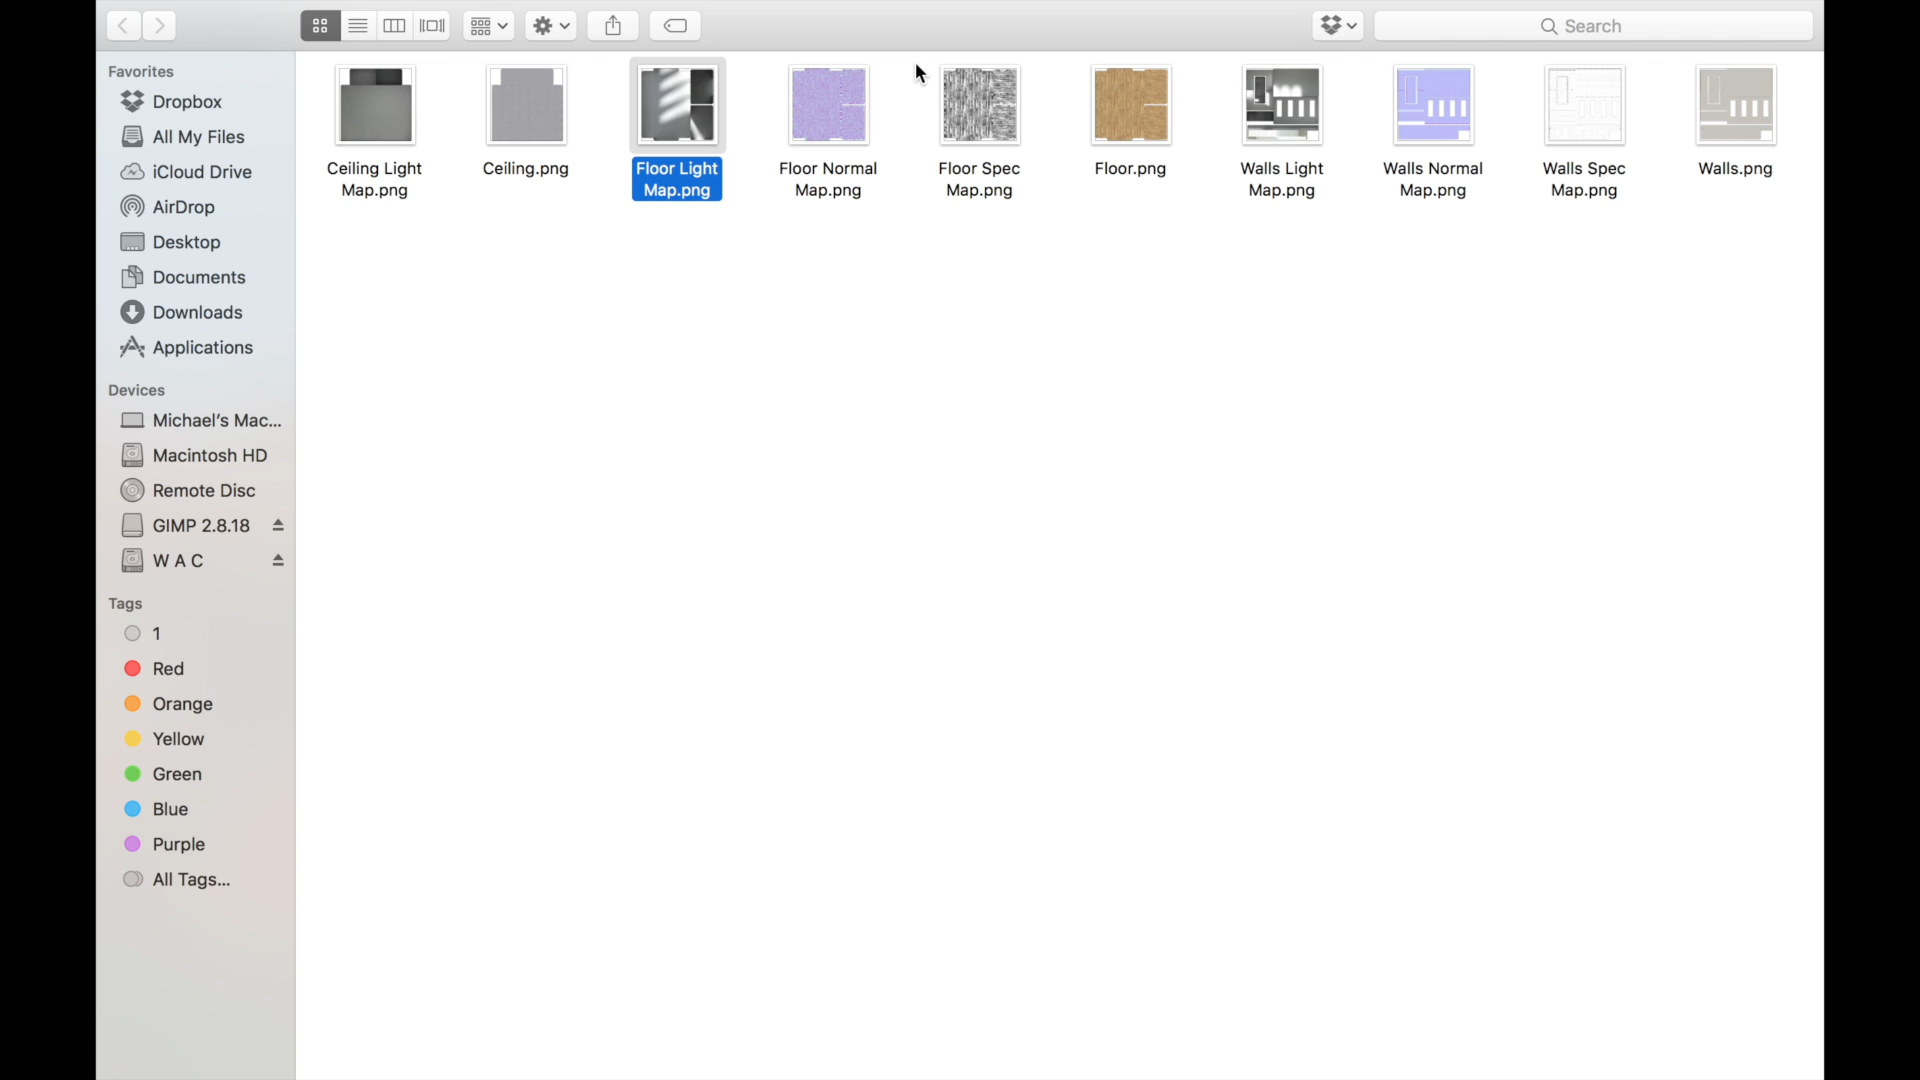 Search
Favorites
Dropbox
All My Files
iCloud Drive
AirDrop
Desktop
Documents
Downloads
Applications
Devices
Michael's Mac...
Macintosh HD
Remote Disc
GIMP 2.8.18
W A C
Tags
1
Red
Orange
Yellow
Green
Blue
Purple
All Tags...
Ceiling Light
Map.png
Ceiling.png
Floor Light
Map.png
Floor Normal
Map.png
Floor Spec
Map.png
Floor.png
Walls Light
Map.png
Walls Normal
Map.png
Walls Spec
Map.png
Walls.png